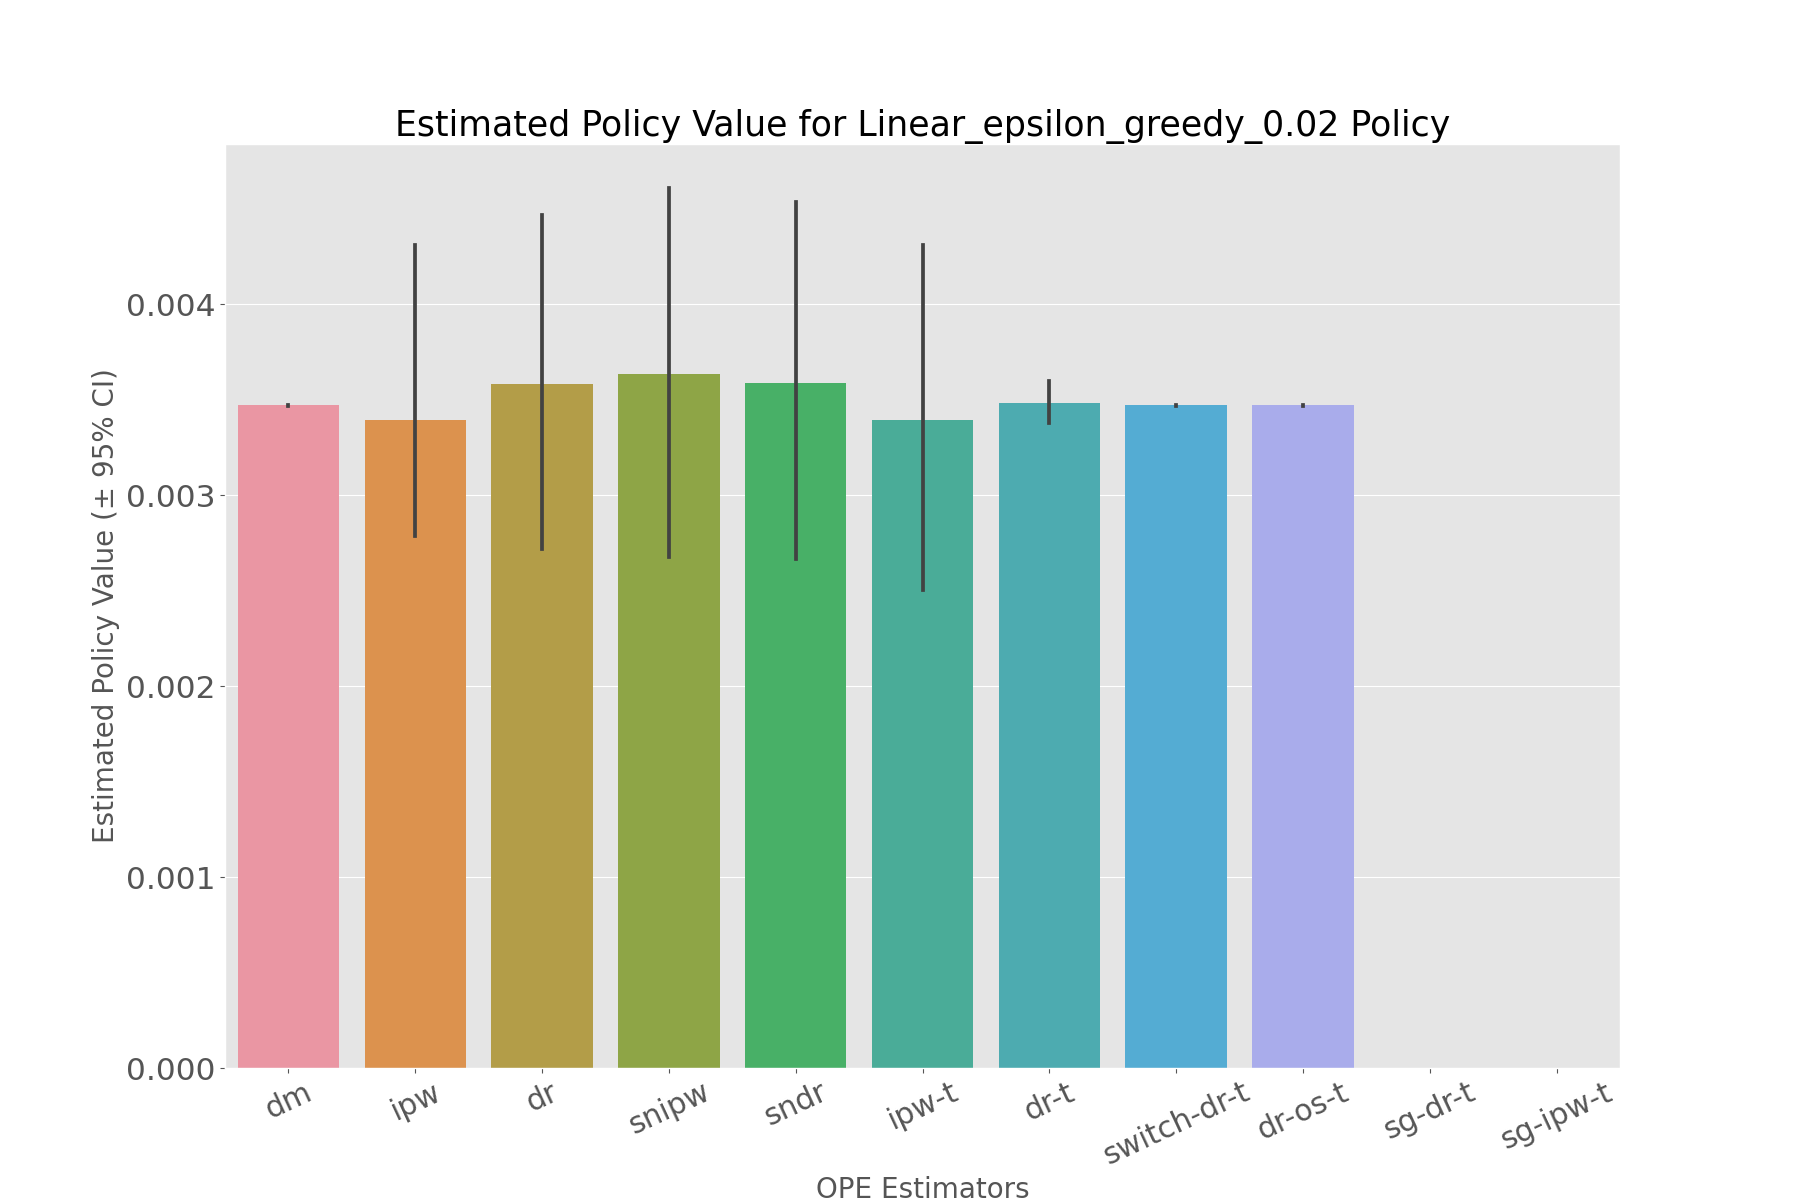 Estimated Policy Value for Linear_epsilon_greedy_0.02 Policy
Estimated Policy Value (± 95% CI)
0.004
0.003
0.002
0.001
0.000
dm
ipw
dr
snipw
sndr
ipw-t
dr-t
switch-dr-t
dr-os-t
sg-dr-t
sg-ipw-t
OPE Estimators